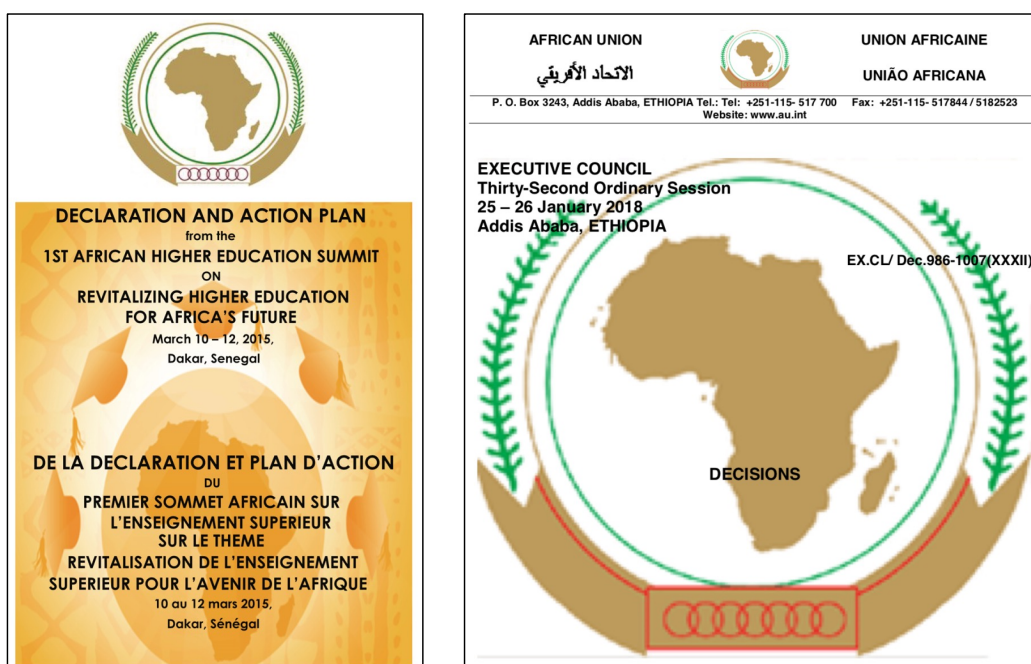 DECLARATION AND ACTION PLAN
from the
1ST AFRICAN HIGHER EDUCATION SUMMIT
ON
REVITALIZING HIGHER EDUCATION
FOR AFRICA'S FUTURE
March 10 – 12, 2015,
Dakar, Senegal
DE LA DECLARATION ET PLAN D'ACTION
DU
PREMIER SOMMET AFRICAIN SUR
L'ENSEIGNEMENT SUPERIEUR
SUR LE THEME
REVITALISATION DE L'ENSEIGNEMENT
SUPERIEUR POUR L'AVENIR DE L'AFRIQUE
10 au 12 mars 2015,
Dakar, Sénégal
AFRICAN UNION
الاتحاد الأفريقي
UNION AFRICAINE
UNIÃO AFRICANA
P. O. Box 3243, Addis Ababa, ETHIOPIA Tel.: Tel: +251-115- 517 700 Fax: +251-115- 517844 / 5182523
Website: www.au.int
EXECUTIVE COUNCIL
Thirty-Second Ordinary Session
25 – 26 January 2018
Addis Ababa, ETHIOPIA
EX.CL/ Dec.986-1007(XXXII)
DECISIONS